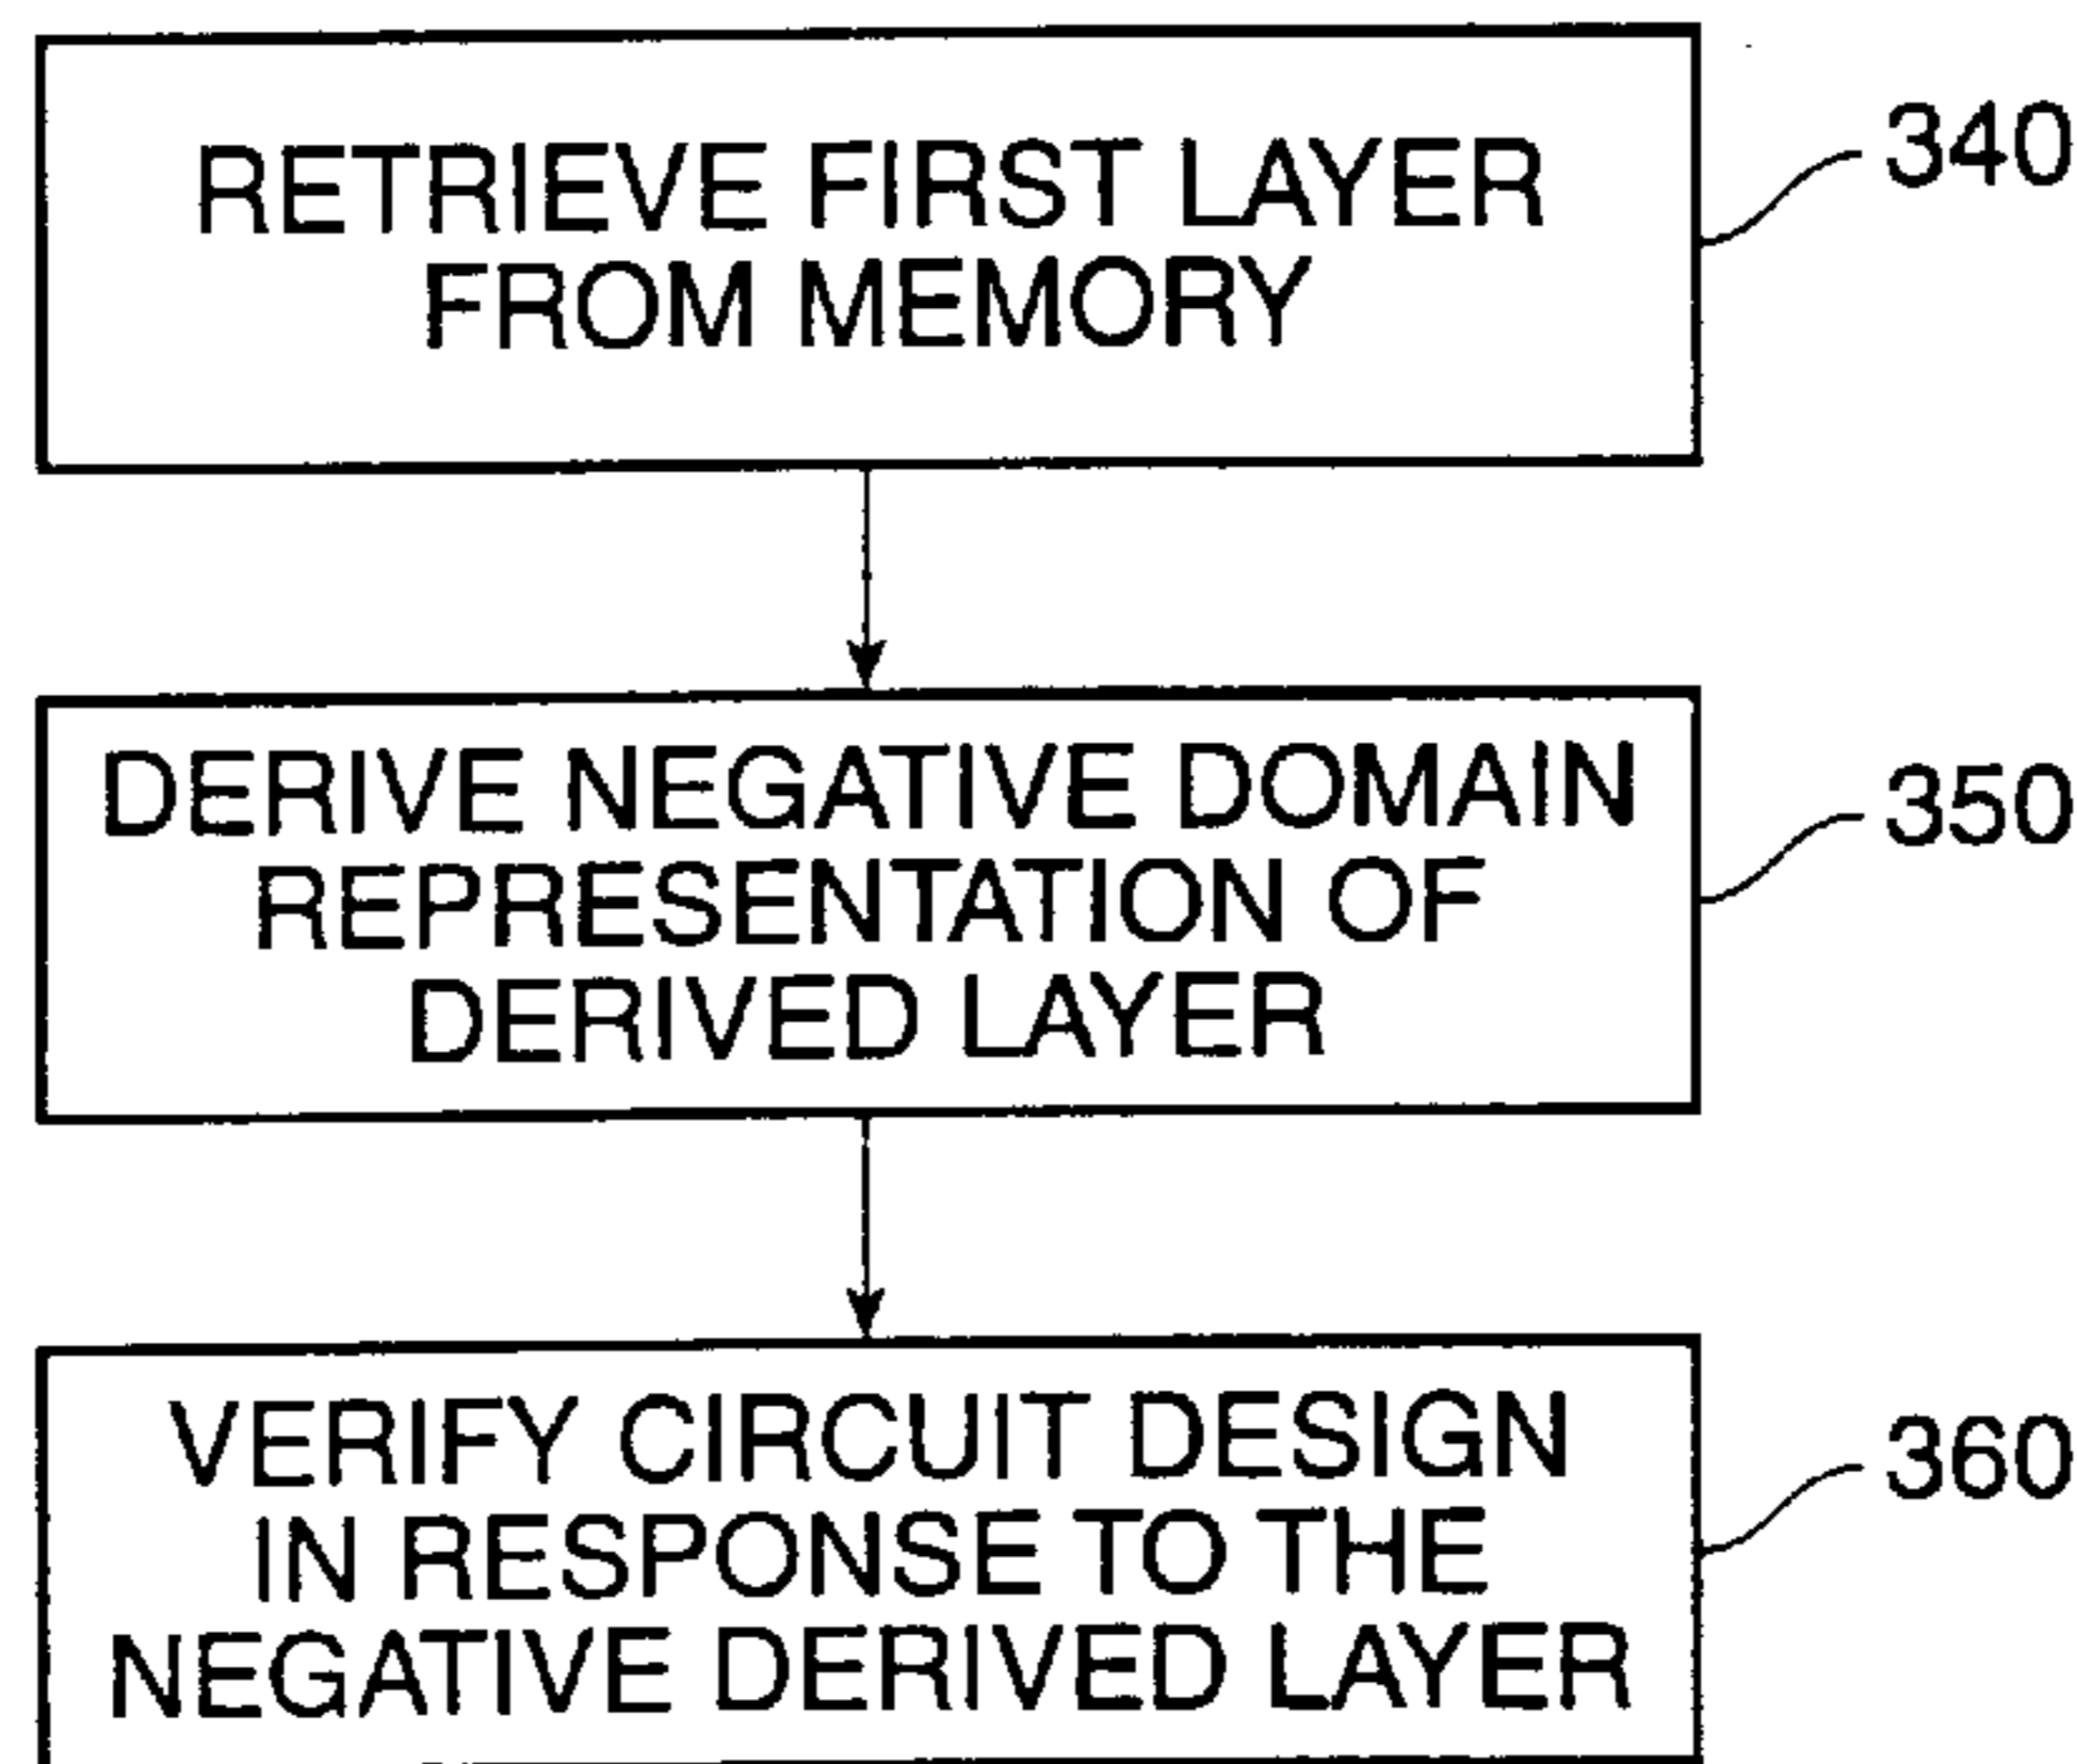 RETRIEVE FIRST LAYER
FROM MEMORY
340
DERIVE NEGATIVE DOMAIN
REPRESENTATION OF
DERIVED LAYER
350
VERIFY CIRCUIT DESIGN
IN RESPONSE TO THE
NEGATIVE DERIVED LAYER
360